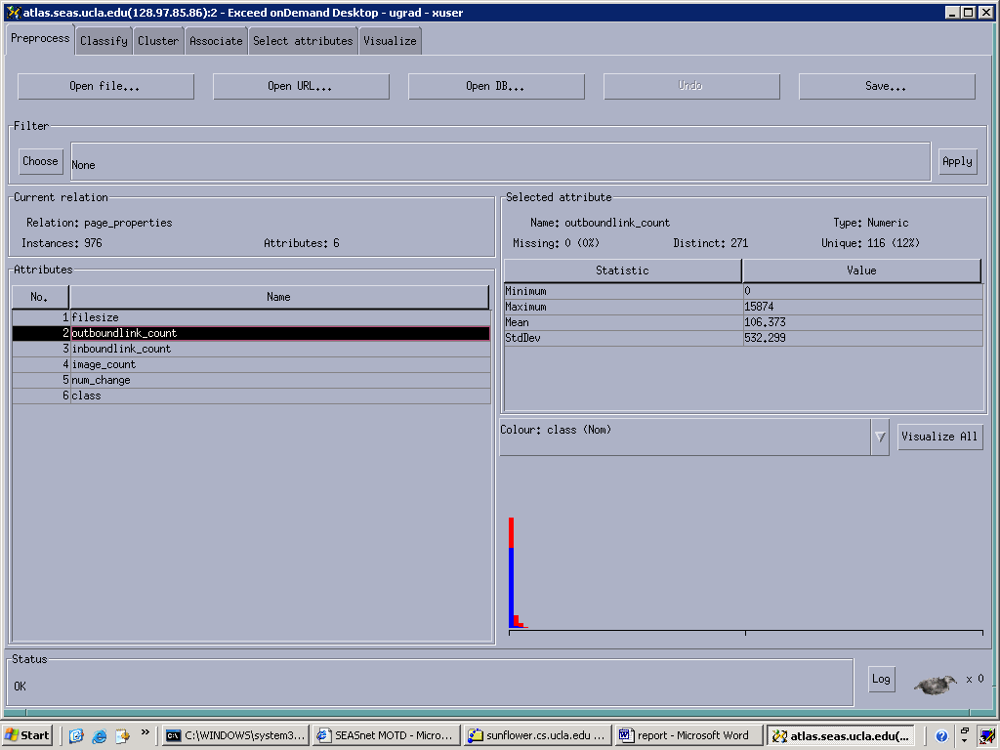 atlas.seas.ucla.edu(128.97.85.86):2 - Exceed onDemand Desktop - ugrad - xuser
Preprocess Classify Cluster Associate Select attributes Visualize
Open file... Open URL... Open DB... Undo Save...
Filter
Choose None Apply
Current relation
Relation: page_properties
Instances: 976 Attributes: 6
Attributes
No. Name
1 filesize
2 outboundlink_count
3 inboundlink_count
4 image_count
5 num_change
6 class
Selected attribute
Name: outboundlink_count Type: Numeric
Missing: 0 (0%) Distinct: 271 Unique: 116 (12%)
Statistic Value
Minimum 0
Maximum 15874
Mean 106.373
StdDev 532.299
Colour: class (Nom) Visualize All
Status
OK
Log x 0
Start » C:\WINDOWS\system3... SEASnet MOTD - Micro... sunflower.cs.ucla.edu ... report - Microsoft Word atlas.seas.ucla.edu(...